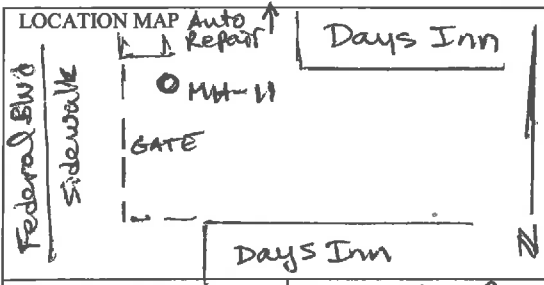 LOCATION MAP
Auto
Repair
Days Inn
Federal Blvd
Sidewalk
MH-11
GATE
Days Inn
N